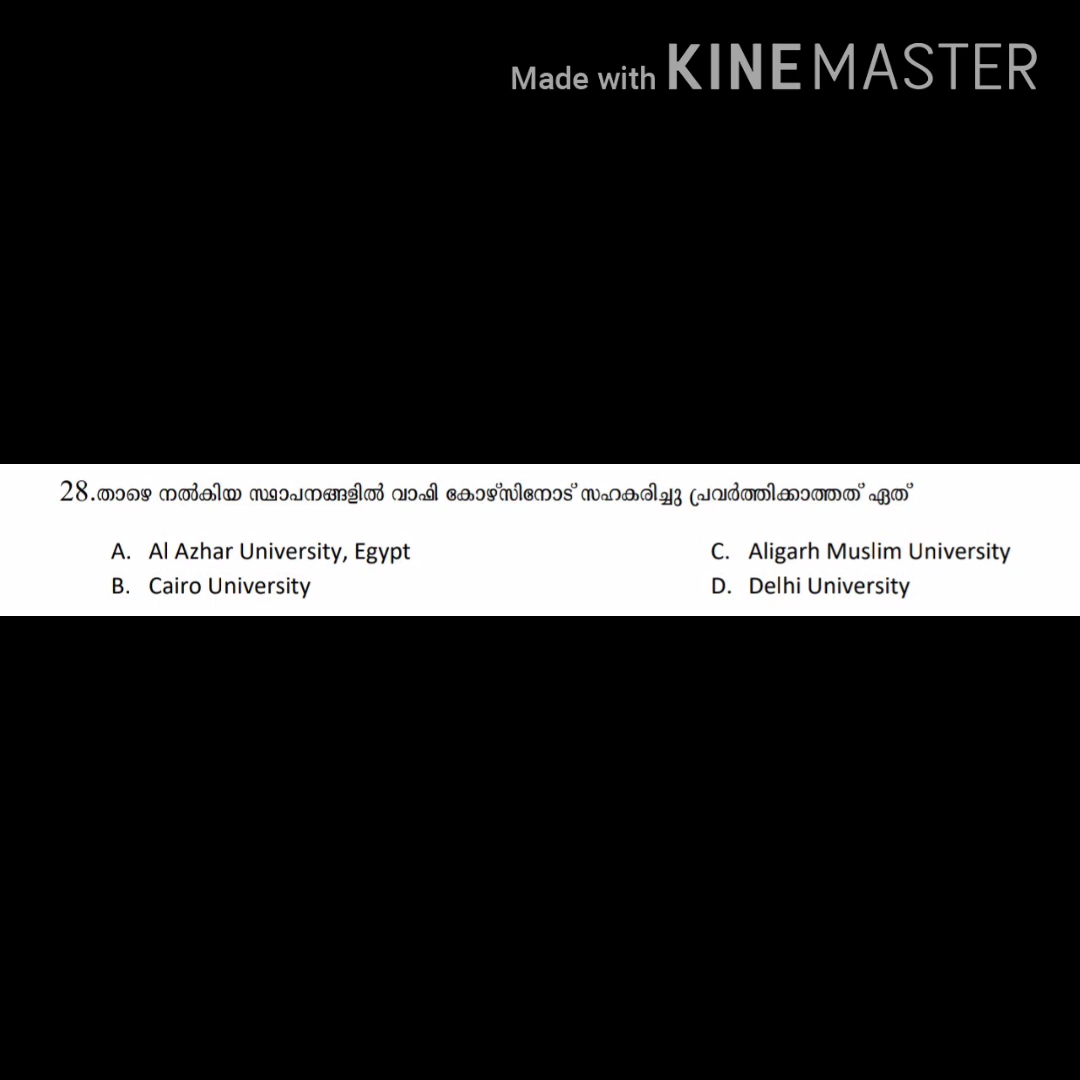 Made with KINEMASTER
28.താഴെ നൽകിയ സ്ഥാപനങ്ങളിൽ വാഫി കോഴ്സിനോട് സഹകരിച്ചു പ്രവർത്തിക്കാത്തത് ഏത്
A. Al Azhar University, Egypt
B. Cairo University
C. Aligarh Muslim University
D. Delhi University